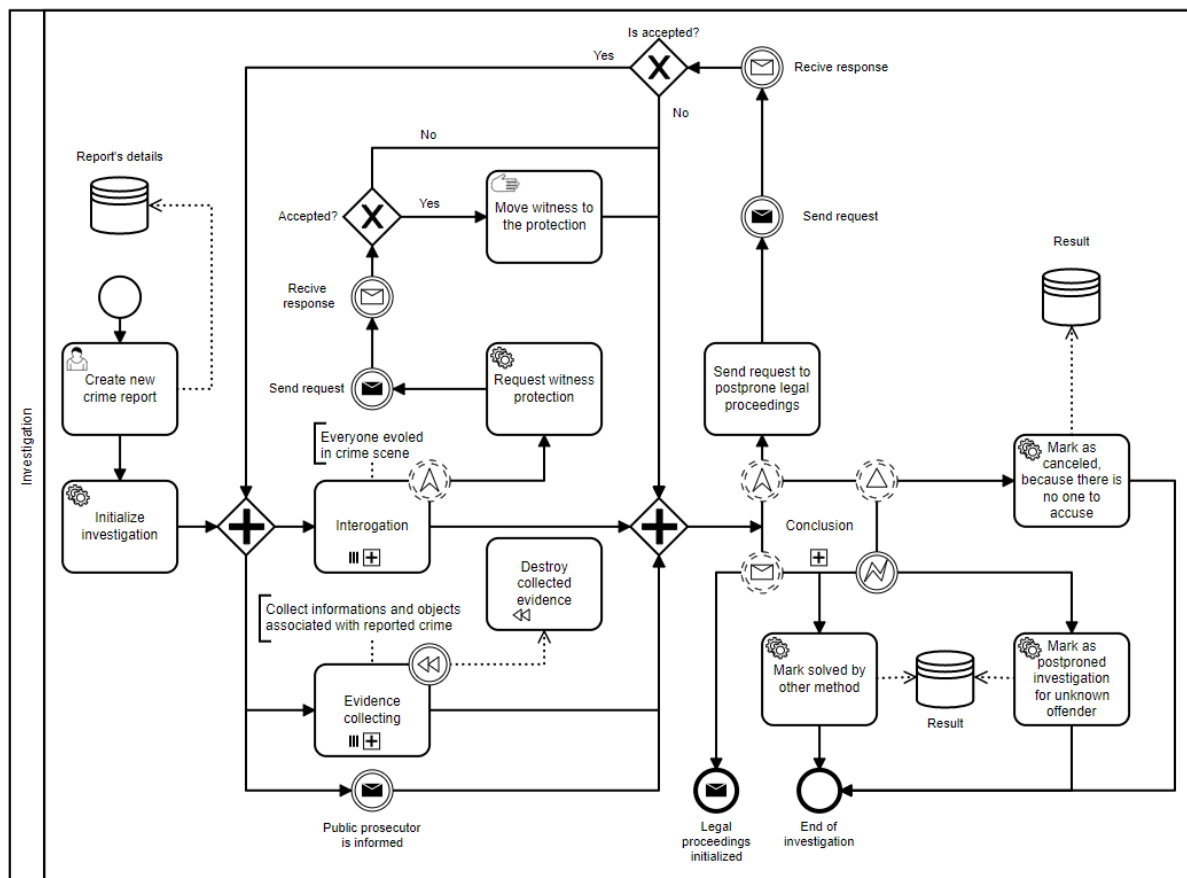 Is accepted?
Yes
Recive response
No
No
Report's details
Accepted?
Yes
Move witness to
the protection
Send request
Result
Recive
response
Create new
crime report
Send request
Request witness
protection
Send request to
postprone legal
proceedings
Everyone evoled
in crime scene
Mark as
canceled,
because there is
no one to
accuse
Investigation
Initialize
investigation
Interogation
Conclusion
Destroy
collected
evidence
Collect informations and objects
associated with reported crime
Evidence
collecting
Mark solved by
other method
Mark as
postproned
investigation
for unknown
offender
Result
Public prosecutor
is informed
Legal
proceedings
initialized
End of
investigation